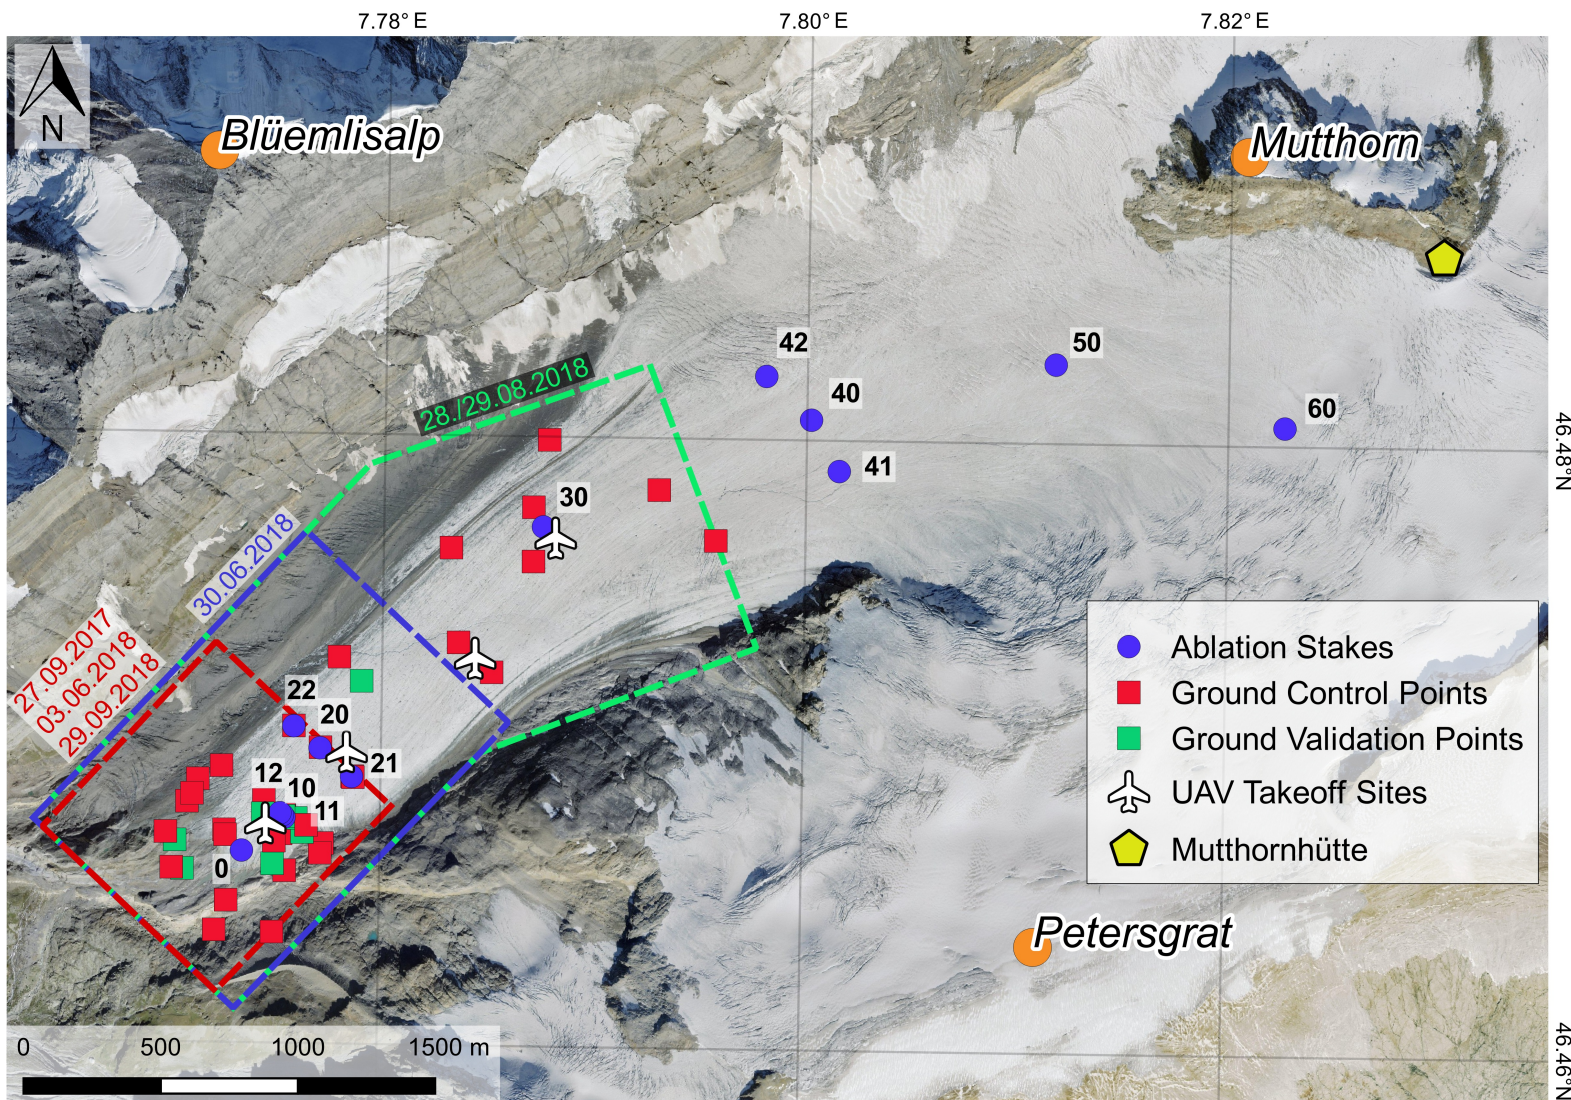 7.78° E
7.80° E
7.82° E
N
Blüemlisalp
Mutthorn
42
50
28./29.08.2018
40
60
46.48°N
41
30
30.06.2018
27.09.2017
03.06.2018
29.09.2018
22
20
21
12
10
11
0
Ablation Stakes
Ground Control Points
Ground Validation Points
UAV Takeoff Sites
Mutthornhütte
Petersgrat
0
500
1000
1500 m
46.46°N